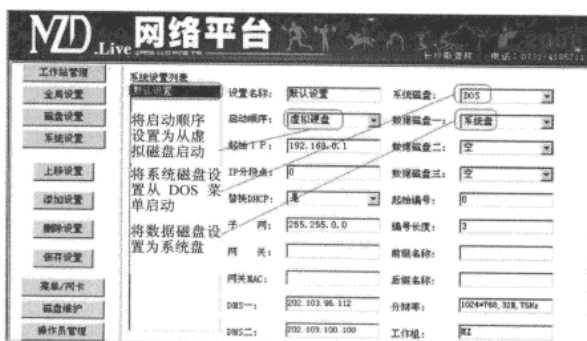 MZD.Live 网络平台
电话：0731-4186711
工作站管理
全局设置
磁盘设置
系统设置
上移设置
添加设置
删除设置
保存设置
菜单/网卡
磁盘维护
操作员管理
系统设置列表
默认设置
将启动顺序
设置为从虚
拟磁盘启动
将系统磁盘设
置从 DOS 菜
单启动
将数据磁盘设
置为系统盘
设置名称： 默认设置
启动顺序： 虚拟硬盘
起始IP： 192.168.0.1
IP分段点： 0
替换DHCP： 是
子 网： 255.255.0.0
网 关：
网关MAC：
DNS一： 202.103.96.112
DNS二： 202.103.100.100
系统磁盘： DOS
数据磁盘一： 系统盘
数据磁盘二： 空
数据磁盘三： 空
起始编号： 0
编号长度： 3
前缀名称：
后缀名称：
分辨率： 1024*768,32B,75Hz
工作组： MZ